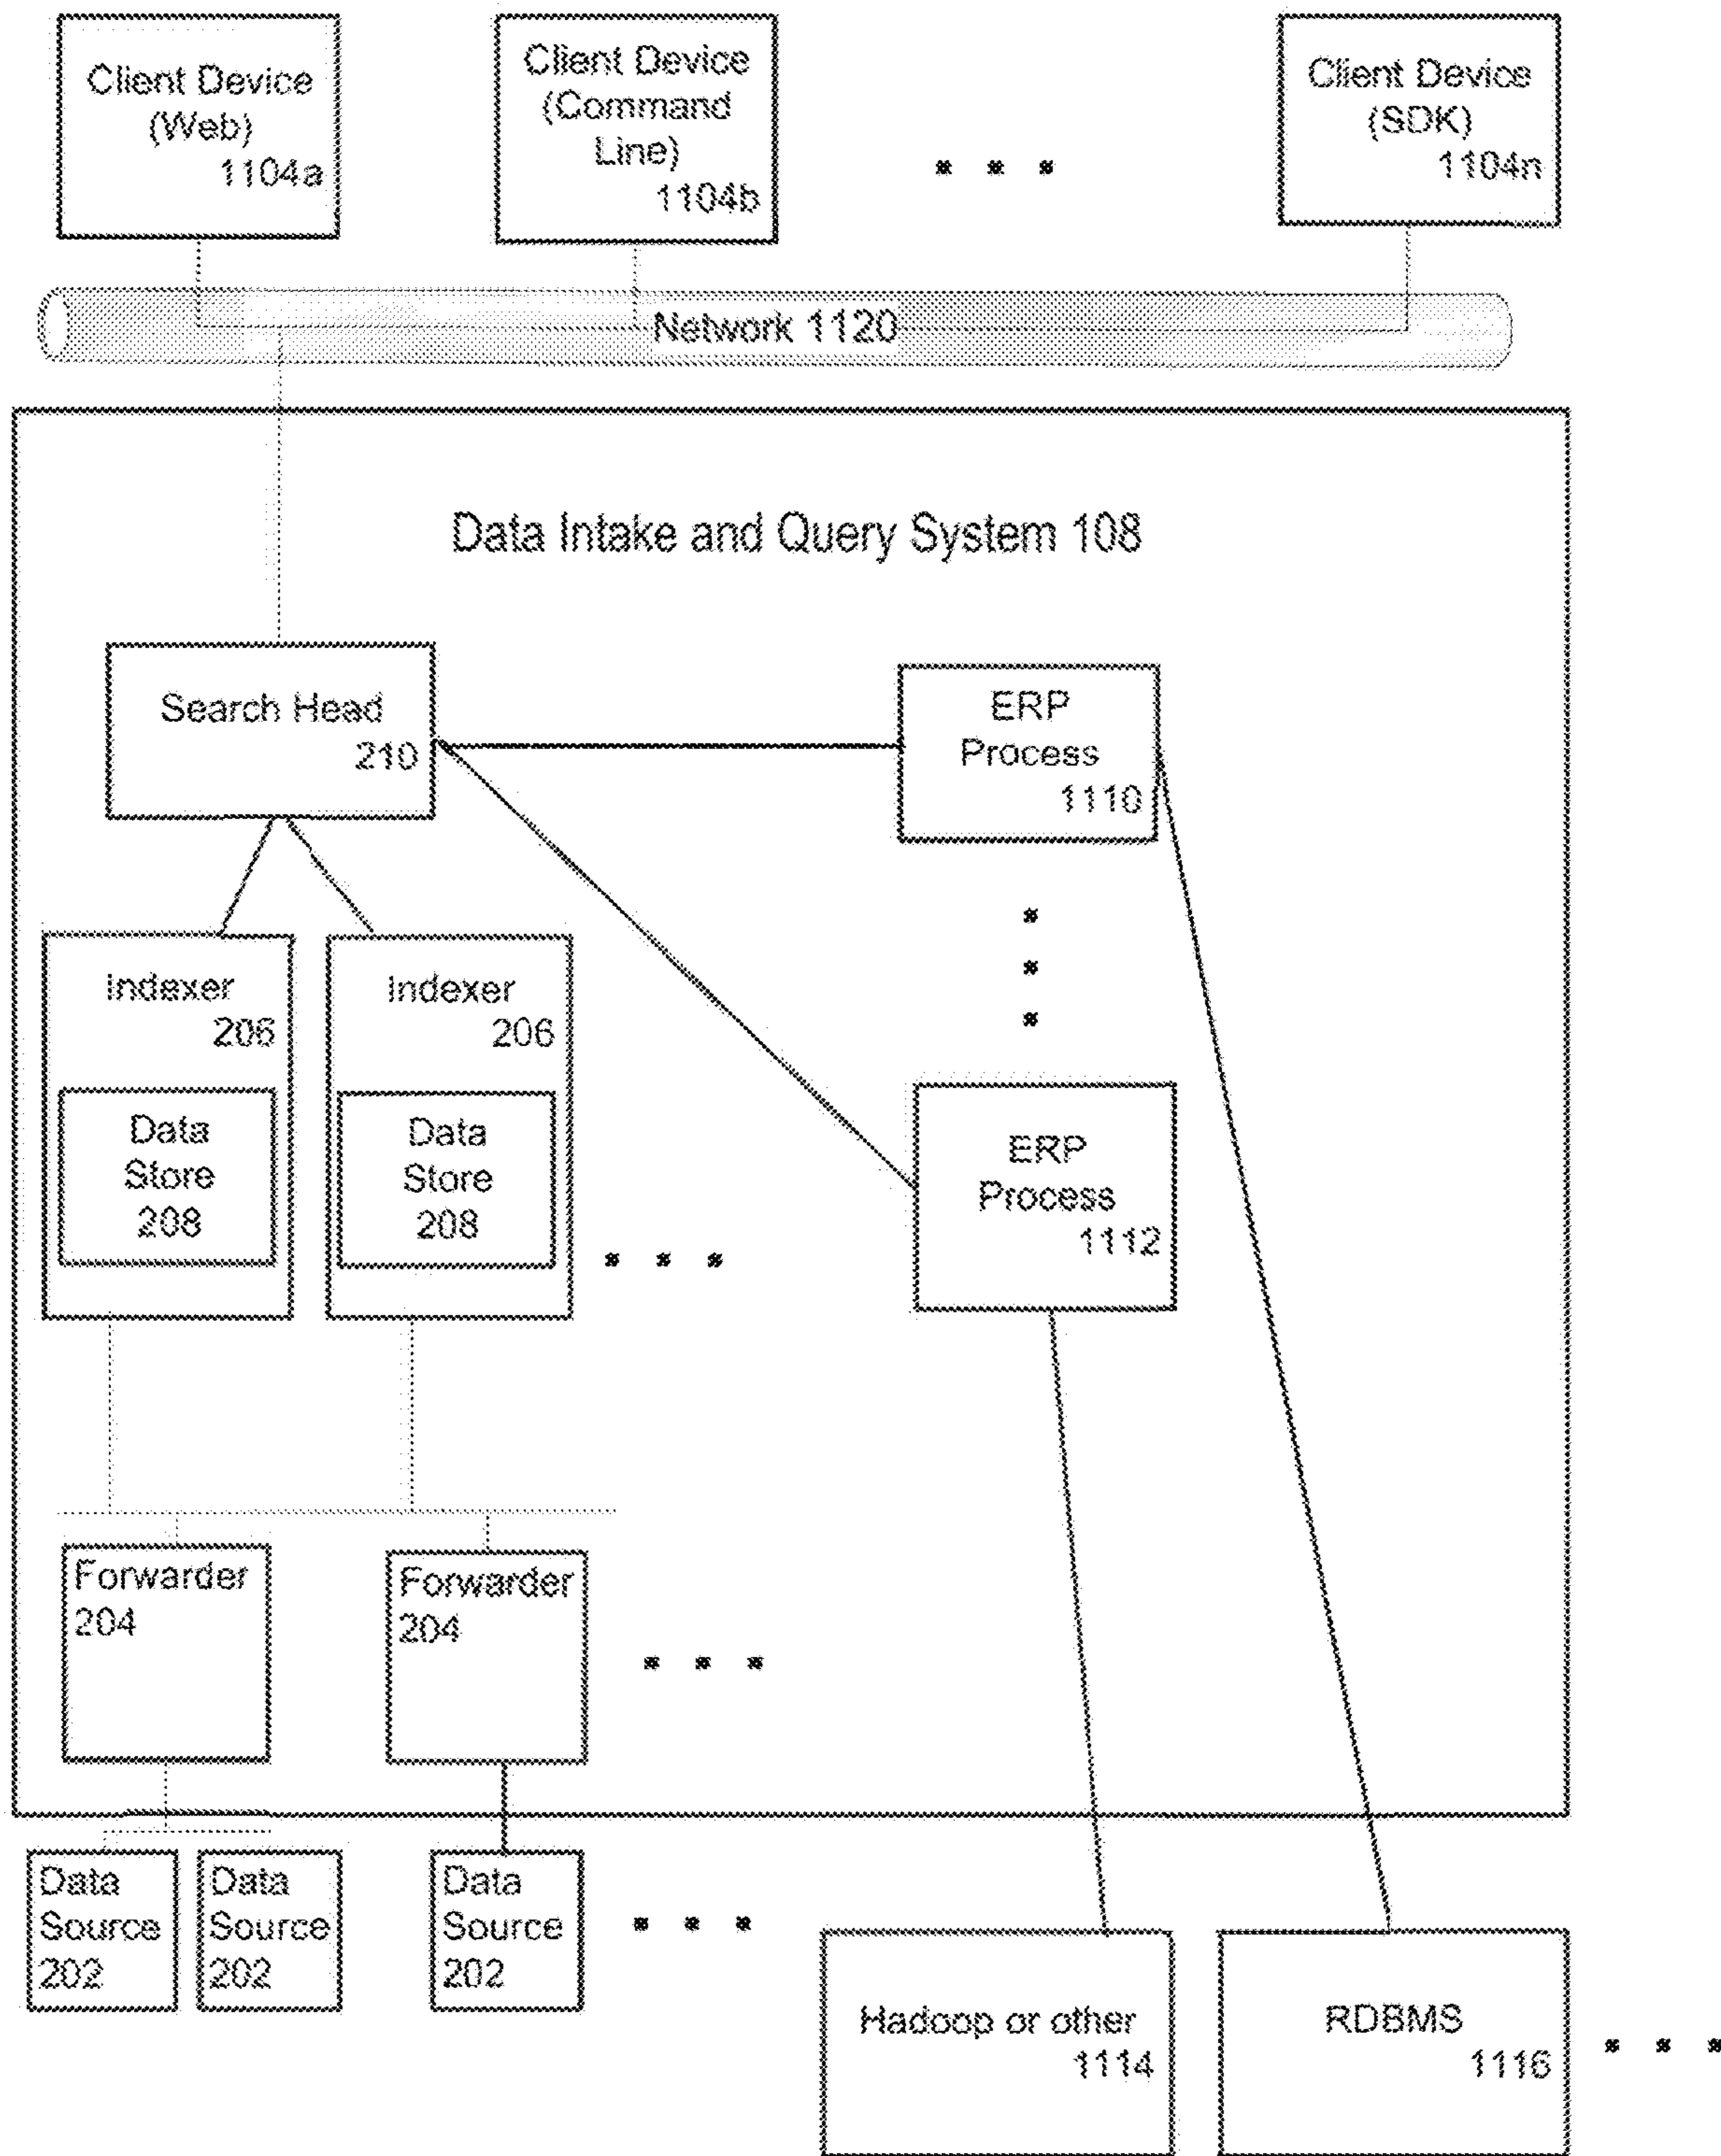 Client Device
(Web)
1104a
Client Device
(Command
Line)
1104b
Client Device
(SDK)
1104n
Network 1120
Data Intake and Query System 108
Search Head
210
ERP
Process
1110
Indexer
206
Data
Store
208
Indexer
206
Data
Store
208
ERP
Process
1112
Forwarder
204
Forwarder
204
Data
Source
202
Data
Source
202
Data
Source
202
Hadoop or other
1114
RDBMS
1116